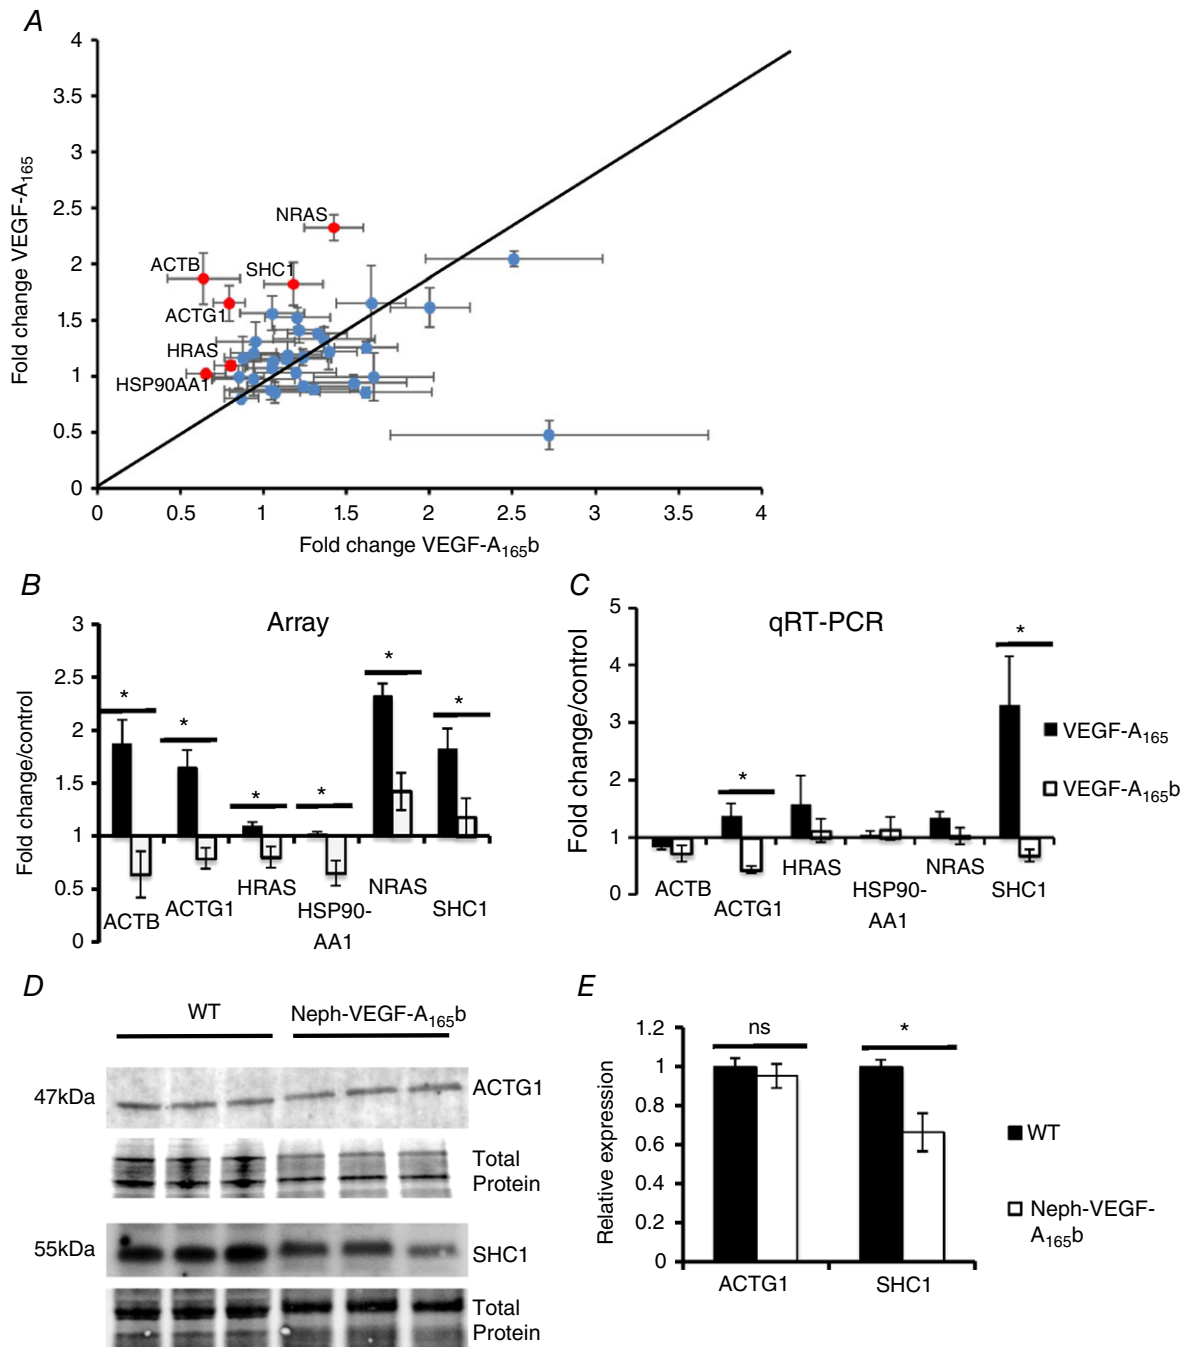 A
4
3.5
3
2.5
2
1.5
1
0.5
0
Fold change VEGF-A165
NRAS
ACTB
SHC1
ACTG1
HRAS
HSP90AA1
0 0.5 1 1.5 2 2.5 3 3.5 4
Fold change VEGF-A165b
B
Array
3
2.5
2
1.5
1
0.5
0
Fold change/control
* * * * * *
ACTB
ACTG1
HRAS
HSP90-
AA1
NRAS
SHC1
C
qRT-PCR
5
4
3
2
1
0
Fold change/control
* *
ACTB
ACTG1
HRAS
HSP90-
AA1
NRAS
SHC1
VEGF-A165
VEGF-A165b
D
WT
Neph-VEGF-A165b
47kDa
ACTG1
Total
Protein
55kDa
SHC1
Total
Protein
E
1.2
1
0.8
0.6
0.4
0.2
0
Relative expression
ns
*
ACTG1
SHC1
WT
Neph-VEGF-
A165b